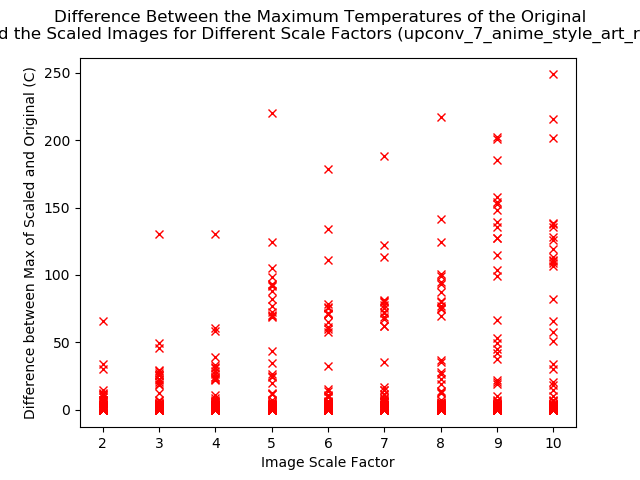 Difference Between the Maximum Temperatures of the Original
d the Scaled Images for Different Scale Factors (upconv_7_anime_style_art_r
Difference between Max of Scaled and Original (C)
250
200
150
100
50
0
2 3 4 5 6 7 8 9 10
Image Scale Factor